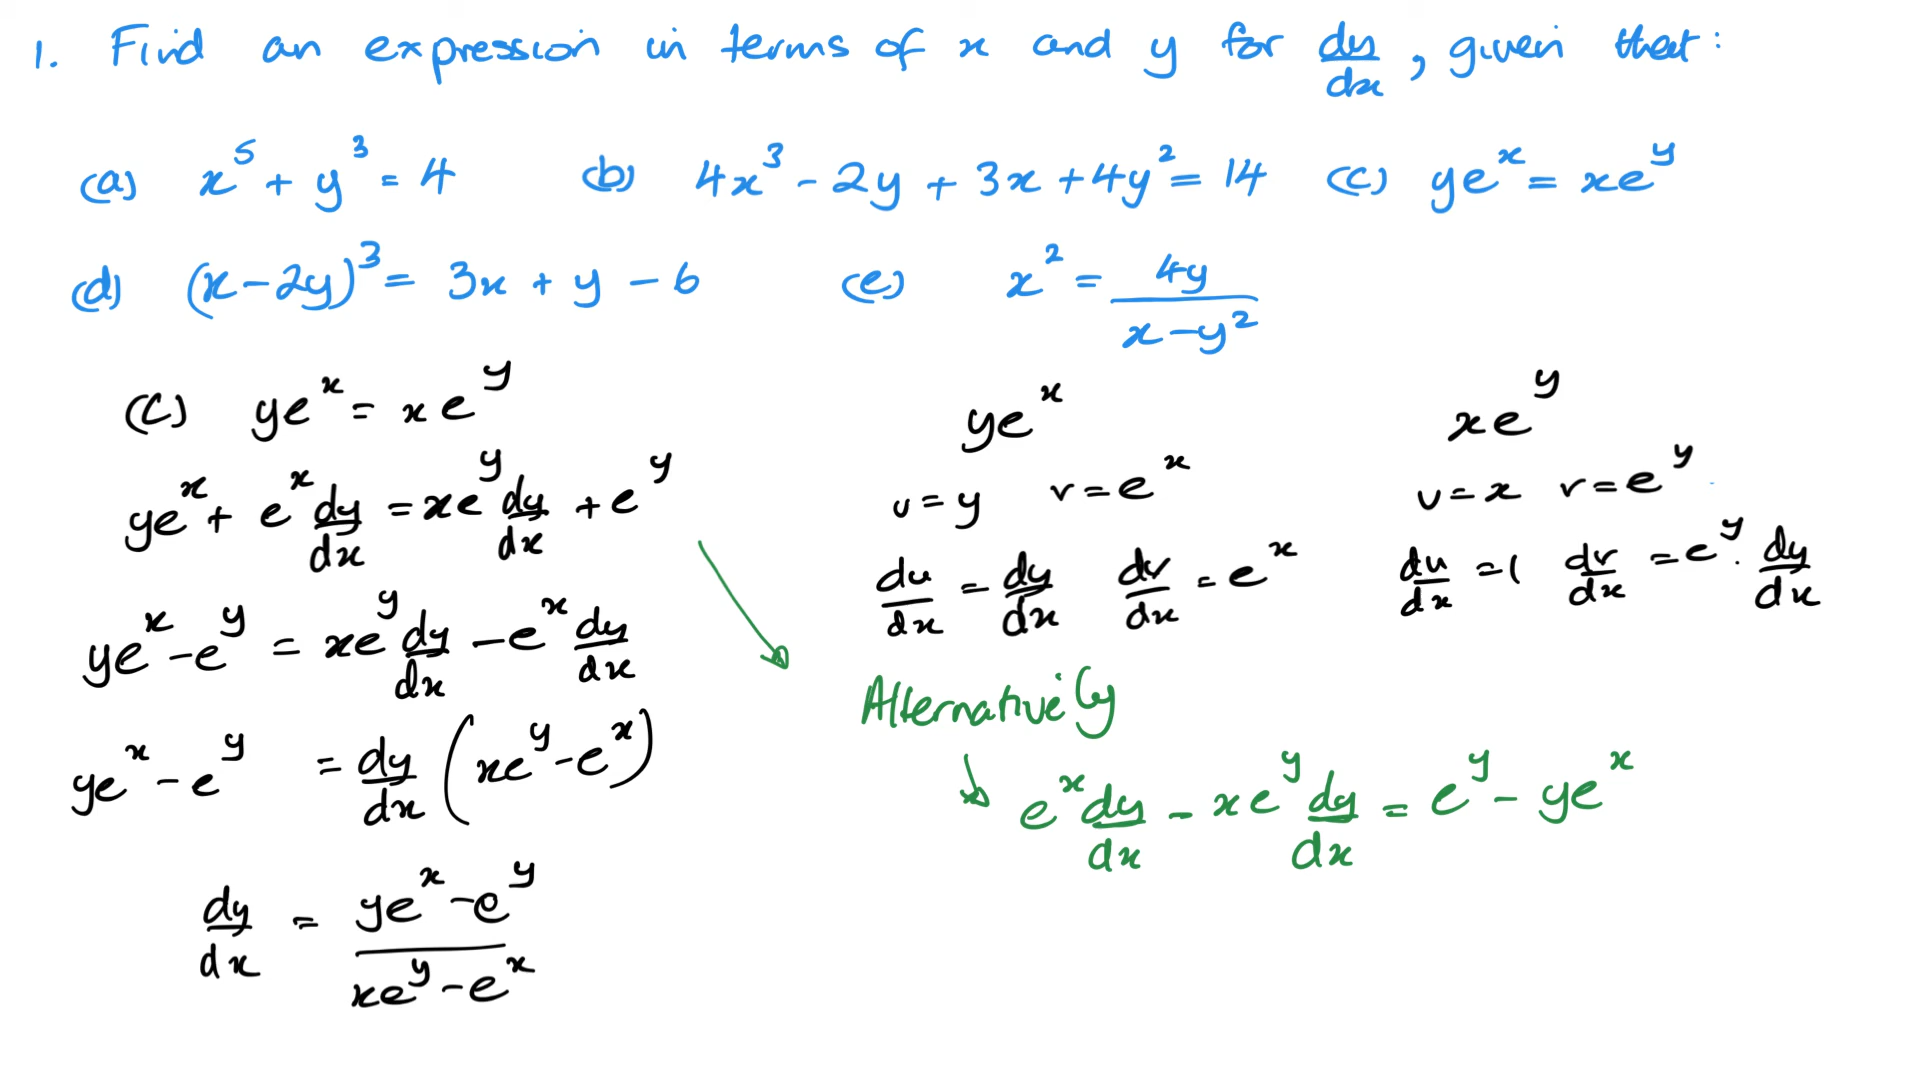 1. Find an expression in terms of x and y for dy/dx, given that:
(a) x^5 + y^3 = 4 (b) 4x^3 - 2y + 3x + 4y^2 = 14 (c) ye^x = xe^y
(d) (x-2y)^3 = 3x + y - 6 (e) x^2 = 4y/(x-y^2)
(c) ye^x = xe^y
ye^x + e^x dy/dx = xe^y dy/dx + e^y
ye^x - e^y = xe^y dy/dx - e^x dy/dx
ye^x - e^y = dy/dx (xe^y - e^x)
dy/dx = (ye^x - e^y)/(xe^y - e^x)
ye^x
u = y v = e^x
du/dx = dy/dx dv/dx = e^x
xe^y
u = x v = e^y
du/dx = 1 dv/dx = e^y . dy/dx
Alternatively
e^x dy/dx - xe^y dy/dx = e^y - ye^x